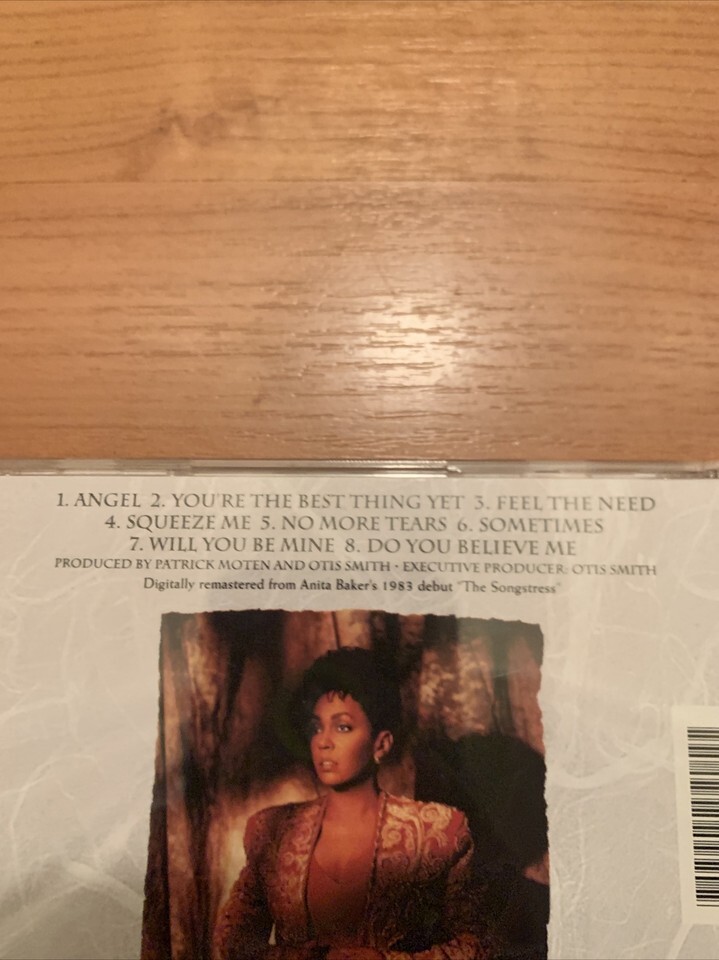 1. ANGEL 2. YOU'RE THE BEST THING YET 3. FEEL THE NEED
4. SQUEEZE ME 5. NO MORE TEARS 6. SOMETIMES
7. WILL YOU BE MINE 8. DO YOU BELIEVE ME
PRODUCED BY PATRICK MOTEN AND OTIS SMITH · EXECUTIVE PRODUCER: OTIS SMITH
Digitally remastered from Anita Baker's 1983 debut "The Songstress"